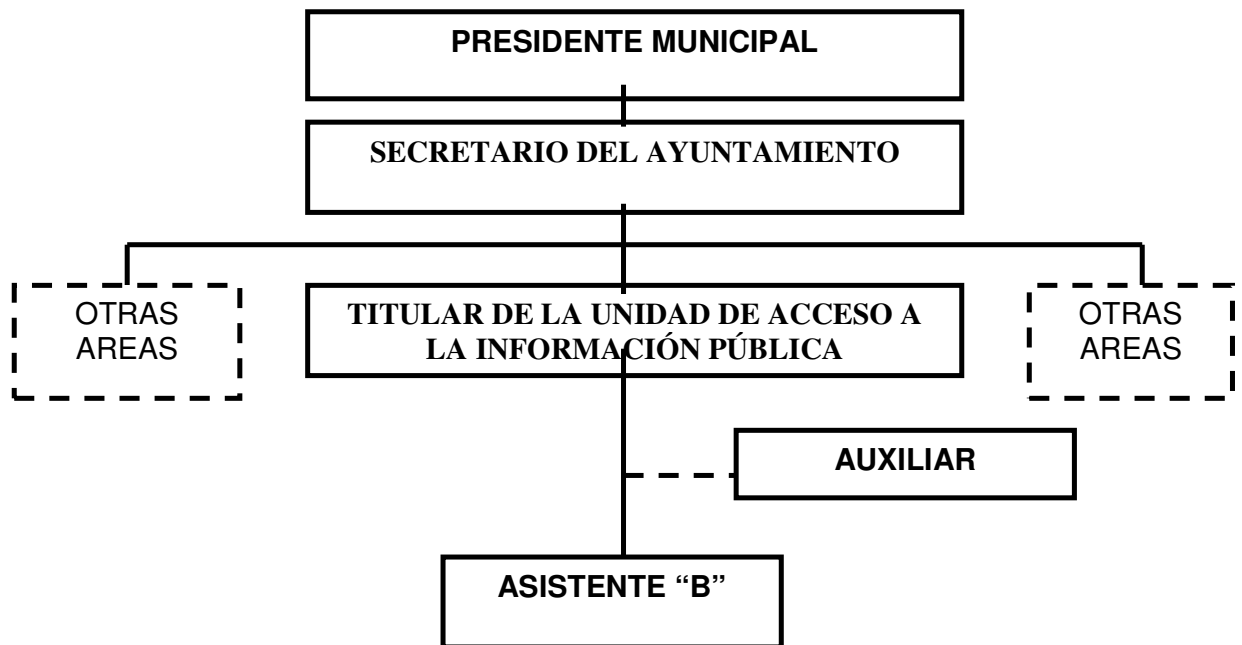 PRESIDENTE MUNICIPAL
SECRETARIO DEL AYUNTAMIENTO
OTRAS
AREAS
TITULAR DE LA UNIDAD DE ACCESO A
LA INFORMACIÓN PÚBLICA
OTRAS
AREAS
AUXILIAR
ASISTENTE “B”